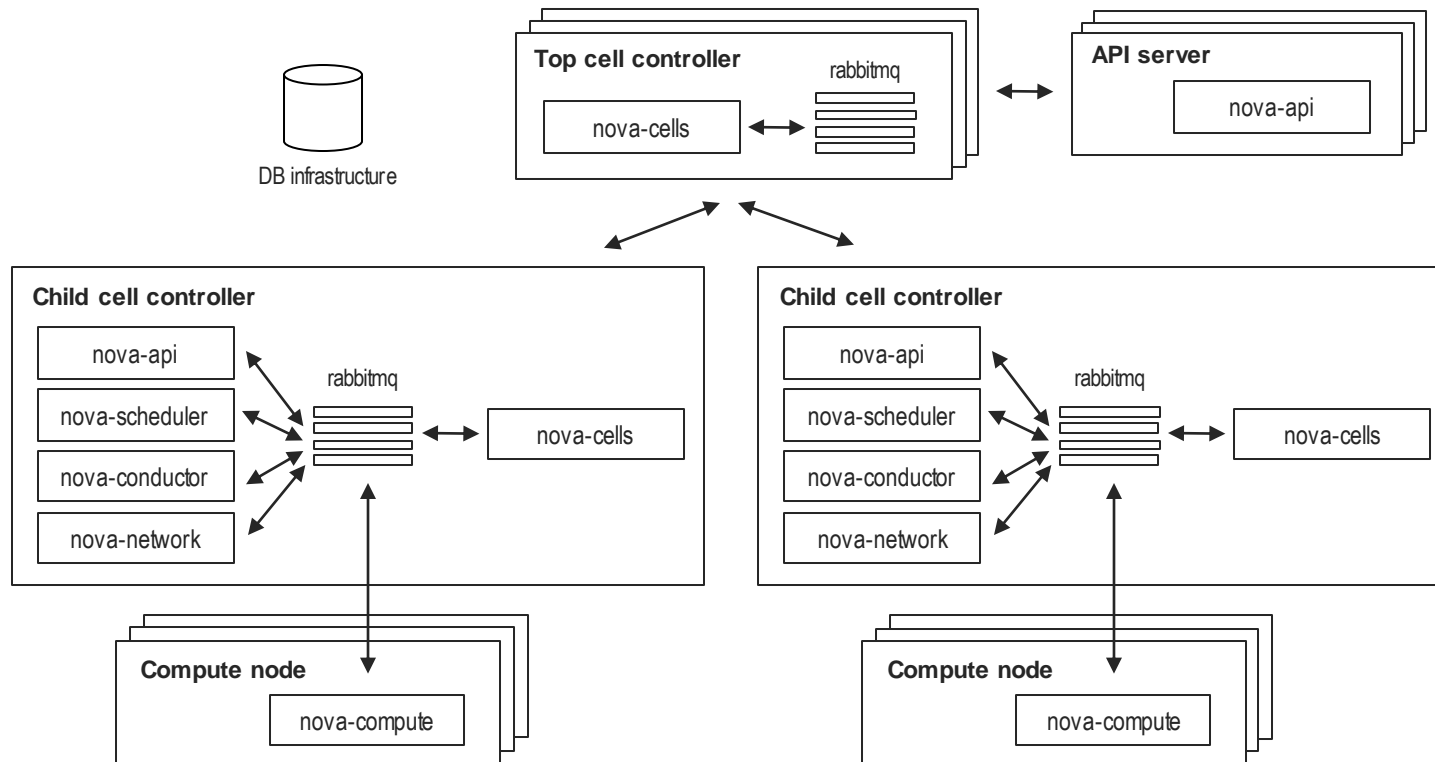 Top cell controller
rabbitmq
nova-cells
API server
nova-api
DB infrastructure
Child cell controller
nova-api
nova-scheduler
nova-conductor
nova-network
rabbitmq
nova-cells
Child cell controller
nova-api
nova-scheduler
nova-conductor
nova-network
rabbitmq
nova-cells
Compute node
nova-compute
Compute node
nova-compute